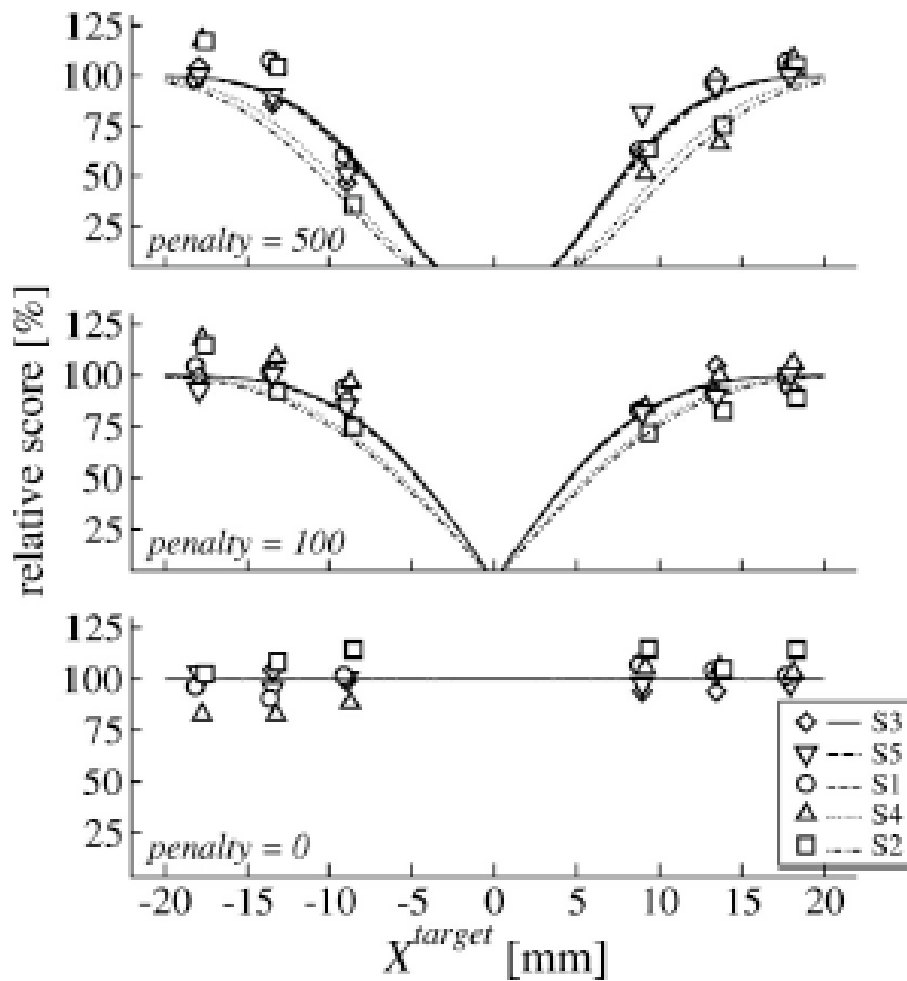 125
100
75
50
25
penalty = 500
125
100
75
50
25
penalty = 100
relative score [%]
125
100
75
50
25
penalty = 0
S3
S5
S1
S4
S2
-20 -15 -10 -5 0 5 10 15 20
X^target [mm]